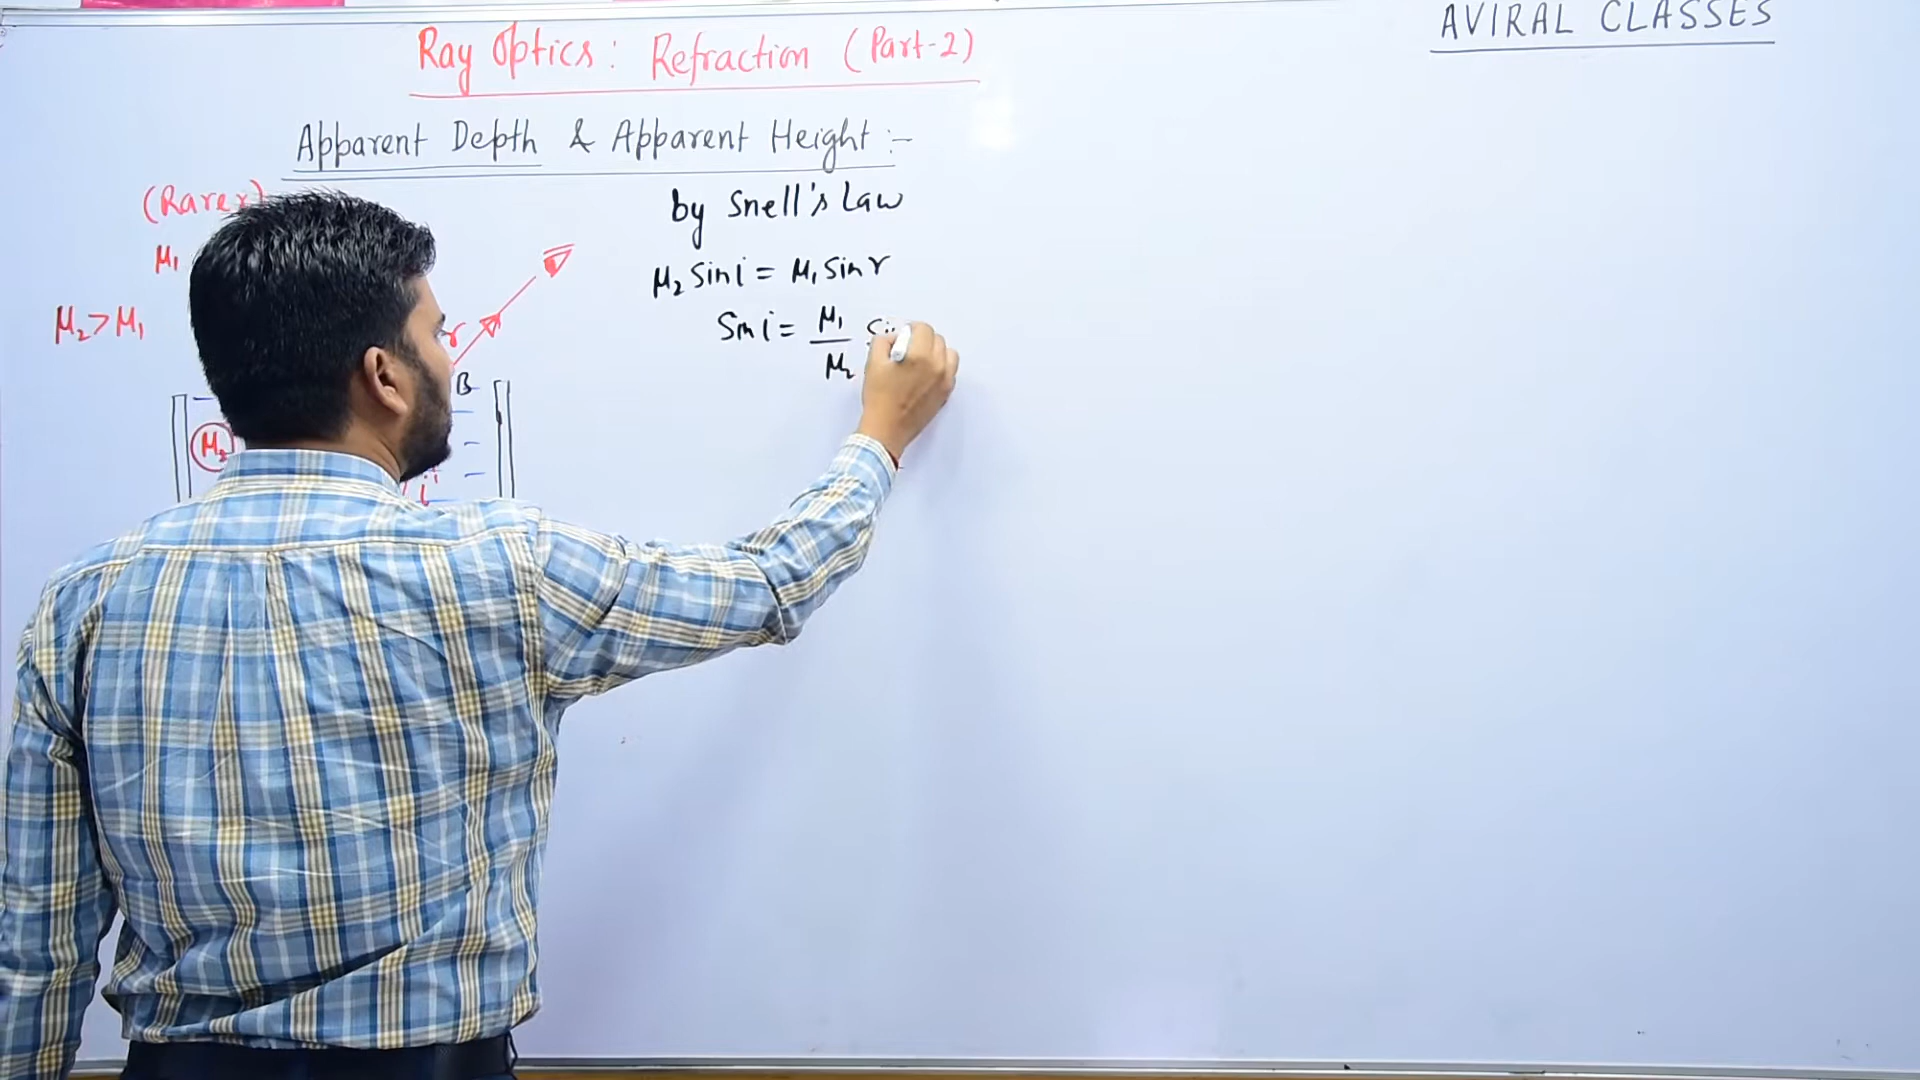 AVIRAL CLASSES
Ray Optics : Refraction (Part-2)
Apparent Depth & Apparent Height :-
(Rarer)
μ₁
μ₂>μ₁
r
B
μ₂
i
by Snell's Law
μ₂ Sin i = μ₁ Sin r
Sin i = μ₁/μ₂